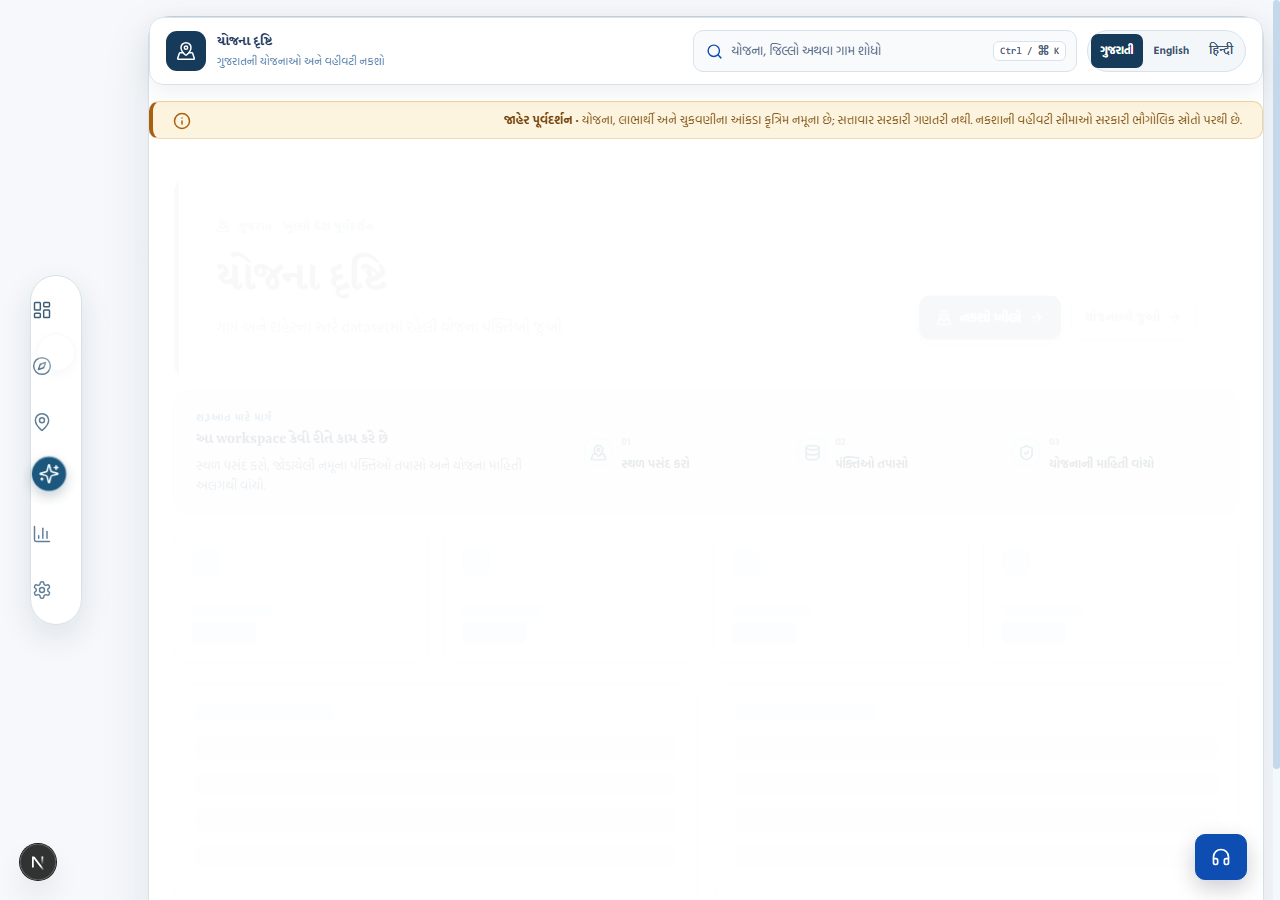 યોજના દૃષ્ટિ
ગુજરાતની યોજનાઓ અને વહીવટી નકશો
યોજના, જિલ્લો અથવા ગામ શોધો
Ctrl / ⌘ K
ગુજરાતી
English
हिन्दी
જાહેર પૂર્વદર્શન · યોજના, લાભાર્થી અને ચુકવણીના આંકડા કૃત્રિમ નમૂના છે; સત્તાવાર સરકારી ગણતરી નથી. નકશાની વહીવટી સીમાઓ સરકારી ભૌગોલિક સ્રોતો પરથી છે.
યોજના દૃષ્ટિ
નકશો ખોલો
યોજનાઓ જુઓ
શરૂઆત માટે માર્ગ
આ workspace કેવી રીતે કામ કરે છે
સ્થળ પસંદ કરો, જોડાયેલી નમૂના પંક્તિઓ તપાસો અને યોજના માહિતી
અલગથી વાંચો.
01
સ્થળ પસંદ કરો
02
પંક્તિઓ તપાસો
03
યોજનાની માહિતી વાંચો
N